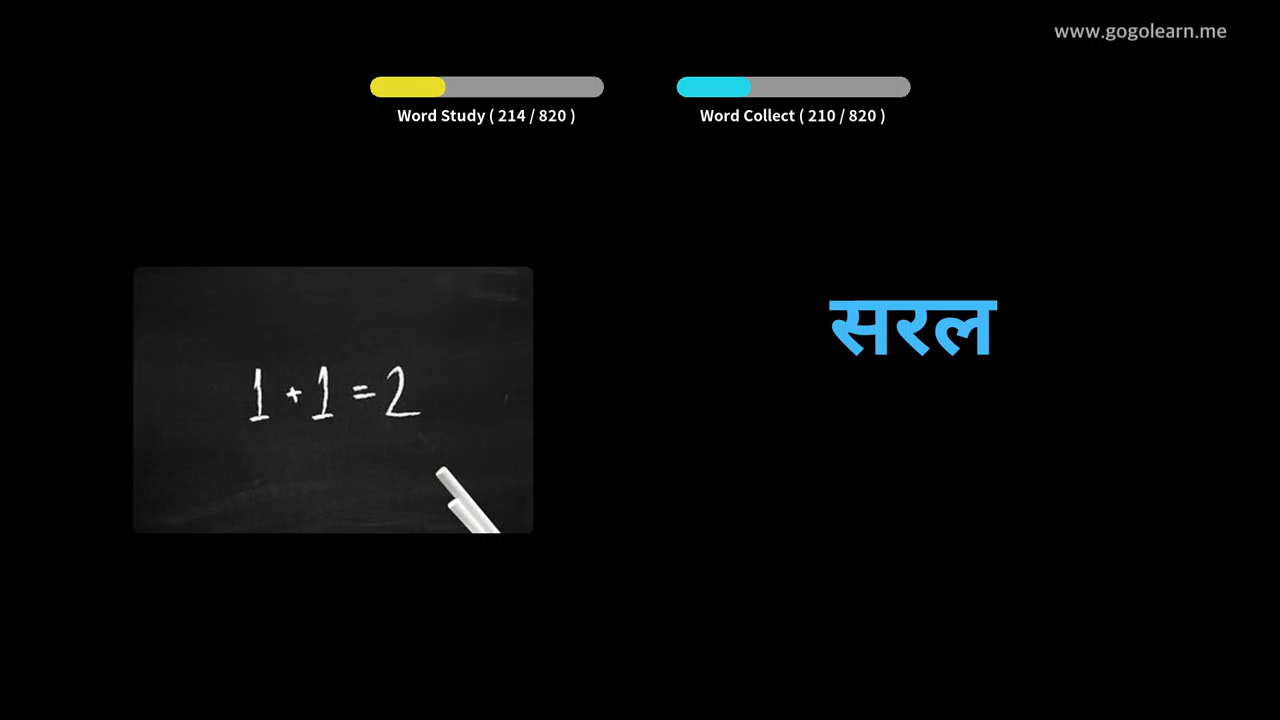 www.gogolearn.me
Word Study ( 214 / 820 )
Word Collect ( 210 / 820 )
सरल
1 + 1 = 2